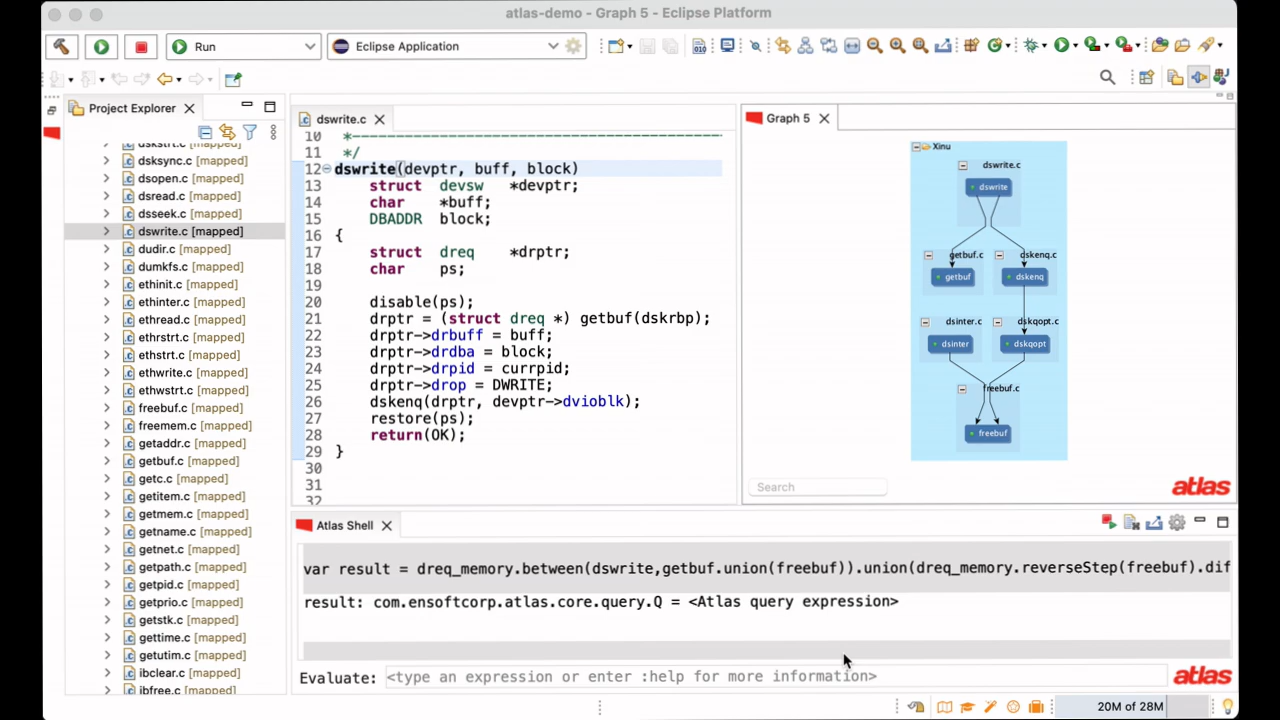 atlas-demo - Graph 5 - Eclipse Platform
Run
Eclipse Application
Project Explorer
dskstrt.c [mapped]
dsksync.c [mapped]
dsopen.c [mapped]
dsread.c [mapped]
dsseek.c [mapped]
dswrite.c [mapped]
dudir.c [mapped]
dumkfs.c [mapped]
ethinit.c [mapped]
ethinter.c [mapped]
ethread.c [mapped]
ethrstrt.c [mapped]
ethstrt.c [mapped]
ethwrite.c [mapped]
ethwstrt.c [mapped]
freebuf.c [mapped]
freemem.c [mapped]
getaddr.c [mapped]
getbuf.c [mapped]
getc.c [mapped]
getitem.c [mapped]
getmem.c [mapped]
getname.c [mapped]
getnet.c [mapped]
getpath.c [mapped]
getpid.c [mapped]
getprio.c [mapped]
getstk.c [mapped]
gettime.c [mapped]
getutim.c [mapped]
ibclear.c [mapped]
ibfree.c [mapped]
dswrite.c
10 *------------------------------------------------
11 */
12 dswrite(devptr, buff, block)
13 struct devsw *devptr;
14 char *buff;
15 DBADDR block;
16 {
17 struct dreq *drptr;
18 char ps;
19
20 disable(ps);
21 drptr = (struct dreq *) getbuf(dskrbp);
22 drptr->drbuff = buff;
23 drptr->drdba = block;
24 drptr->drpid = currpid;
25 drptr->drop = DWRITE;
26 dskenq(drptr, devptr->dvioblk);
27 restore(ps);
28 return(OK);
29 }
30
31
32
Graph 5
Xinu
dswrite.c
dswrite
getbuf.c dskenq.c
getbuf dskenq
dsinter.c dskqopt.c
dsinter dskqopt
freebuf.c
freebuf
Search
atlas
Atlas Shell
var result = dreq_memory.between(dswrite,getbuf.union(freebuf)).union(dreq_memory.reverseStep(freebuf).dif
result: com.ensoftcorp.atlas.core.query.Q = <Atlas query expression>
Evaluate: <type an expression or enter :help for more information>
atlas
20M of 28M